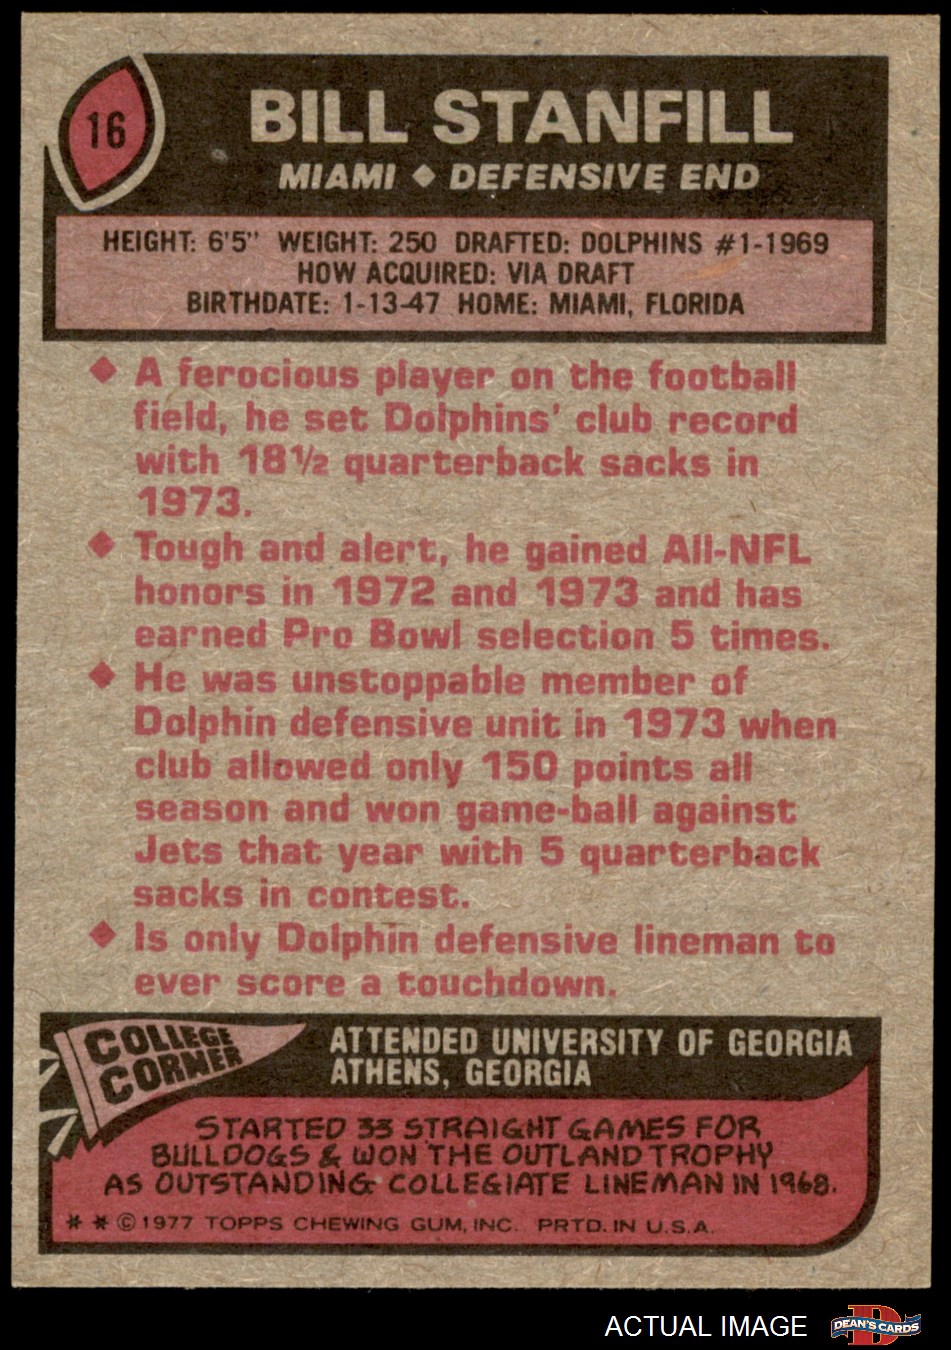 16
BILL STANFILL
MIAMI ◆ DEFENSIVE END
HEIGHT: 6'5" WEIGHT: 250 DRAFTED: DOLPHINS #1-1969
HOW ACQUIRED: VIA DRAFT
BIRTHDATE: 1-13-47 HOME: MIAMI, FLORIDA
◆ A ferocious player on the football
field, he set Dolphins' club record
with 18½ quarterback sacks in
1973.
◆ Tough and alert, he gained All-NFL
honors in 1972 and 1973 and has
earned Pro Bowl selection 5 times.
◆ He was unstoppable member of
Dolphin defensive unit in 1973 when
club allowed only 150 points all
season and won game-ball against
Jets that year with 5 quarterback
sacks in contest.
◆ Is only Dolphin defensive lineman to
ever score a touchdown.
COLLEGE
CORNER
ATTENDED UNIVERSITY OF GEORGIA
ATHENS, GEORGIA
STARTED 33 STRAIGHT GAMES FOR
BULLDOGS & WON THE OUTLAND TROPHY
AS OUTSTANDING COLLEGIATE LINEMAN IN 1968.
* * © 1977 TOPPS CHEWING GUM, INC. PRTD. IN U.S.A.
ACTUAL IMAGE
D
DEAN'S CARDS